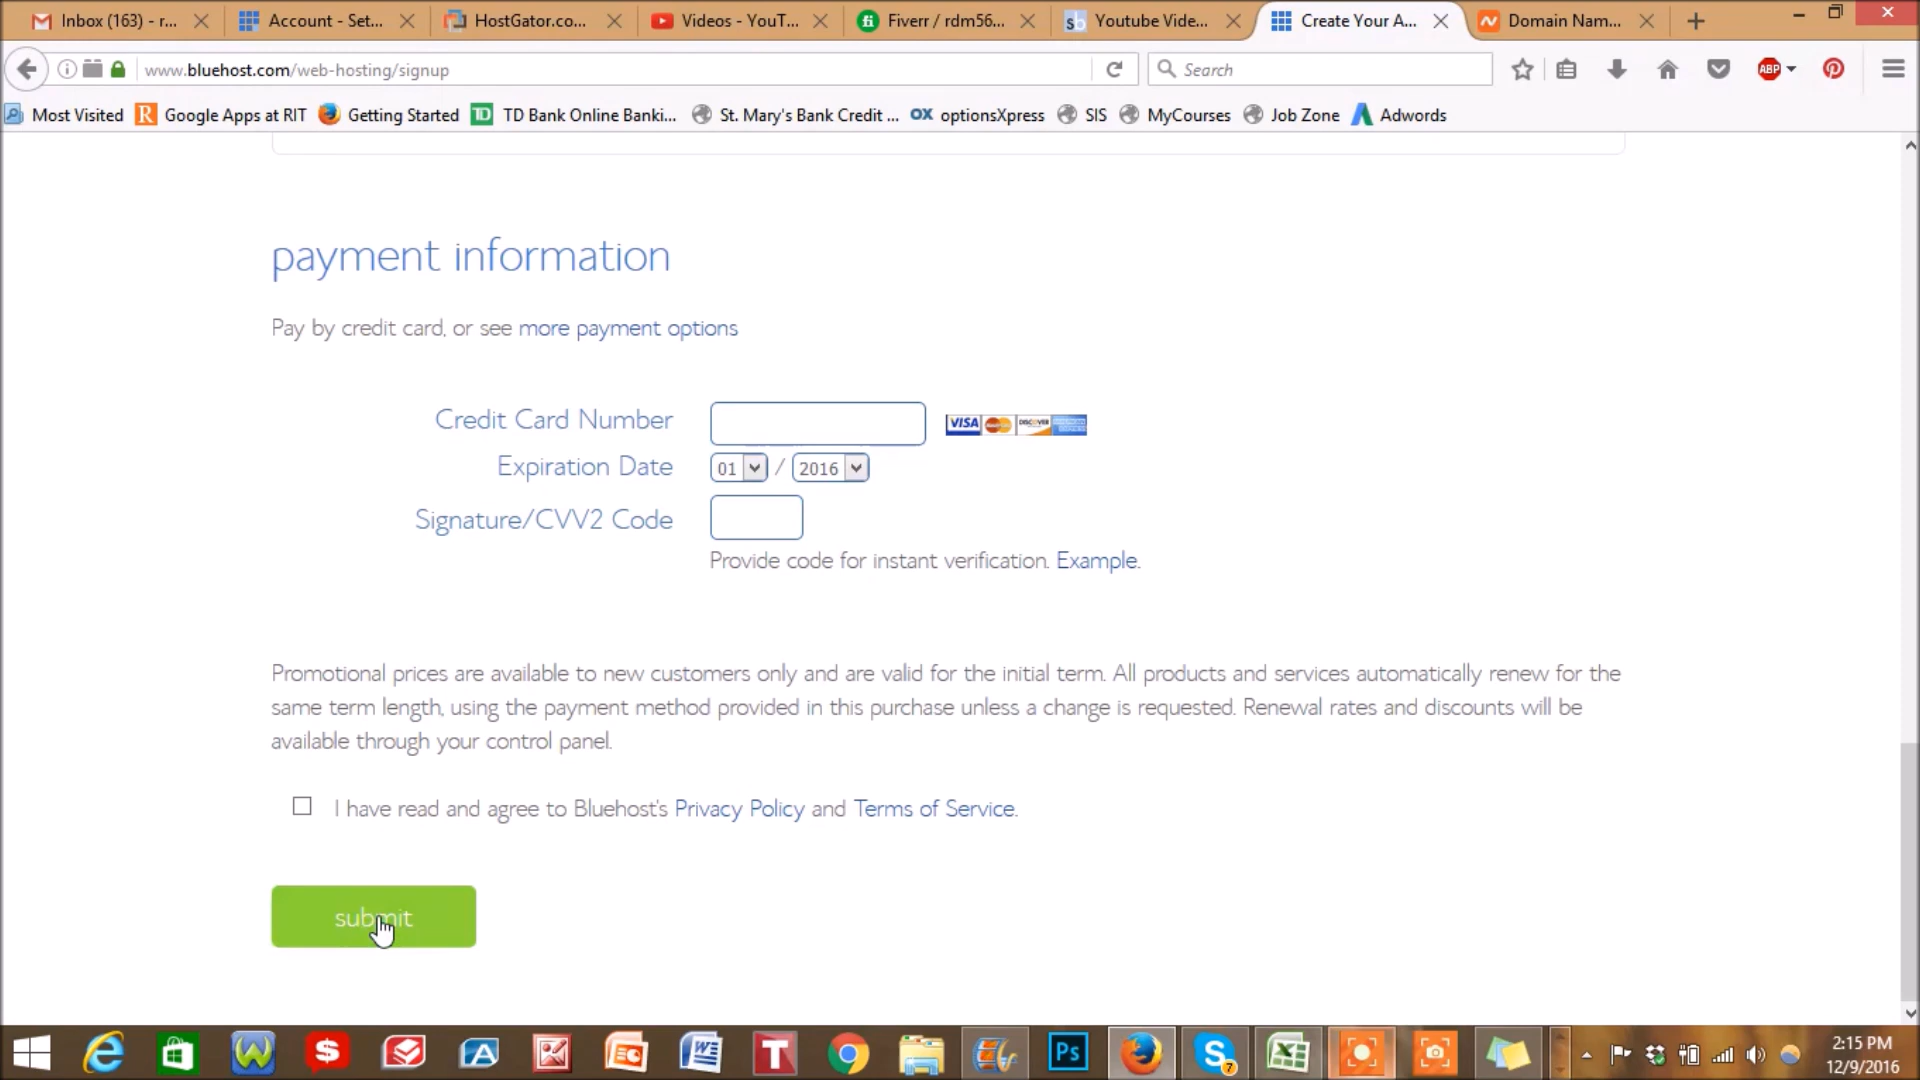 Inbox (163) - r...
Account - Set...
HostGator.co...
Videos - YouT...
Fiverr / rdm56...
Youtube Vide...
Create Your A...
Domain Nam...
www.bluehost.com/web-hosting/signup
Search
ABP
Most Visited
Google Apps at RIT
Getting Started
TD Bank Online Banki...
St. Mary's Bank Credit ...
OX optionsXpress
SIS
MyCourses
Job Zone
Adwords
payment information
Pay by credit card, or see more payment options
Credit Card Number
VISA
DISCOVER
Expiration Date 01 / 2016
Signature/CVV2 Code
Provide code for instant verification. Example.
Promotional prices are available to new customers only and are valid for the initial term. All products and services automatically renew for the
same term length, using the payment method provided in this purchase unless a change is requested. Renewal rates and discounts will be
available through your control panel.
I have read and agree to Bluehost's Privacy Policy and Terms of Service.
submit
Ps
7
2:15 PM
12/9/2016